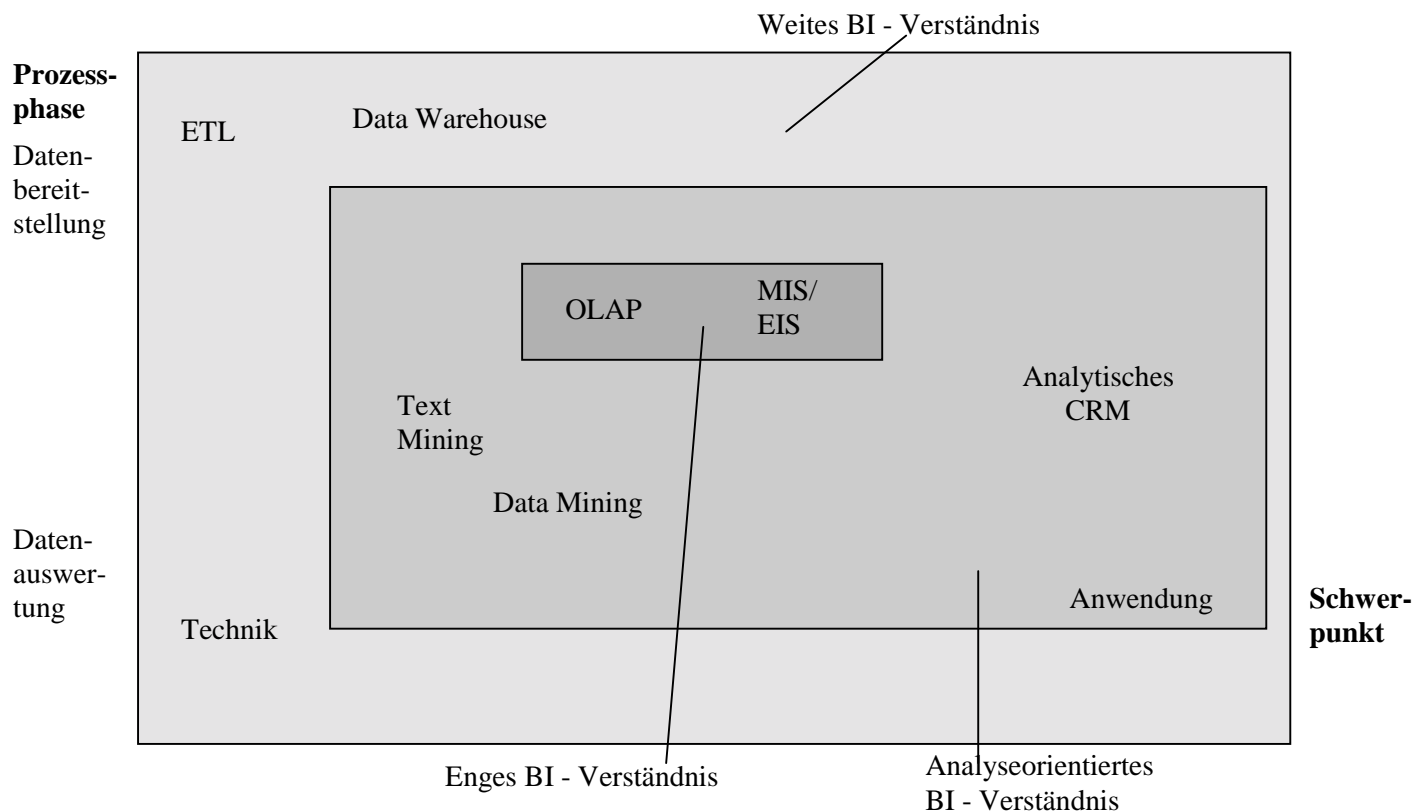 Weites BI - Verständnis
Prozess-
phase
Daten-
bereit-
stellung
ETL
Data Warehouse
OLAP
MIS/
EIS
Analytisches
CRM
Text
Mining
Data Mining
Daten-
auswer-
tung
Technik
Anwendung
Schwer-
punkt
Enges BI - Verständnis
Analyseorientiertes
BI - Verständnis